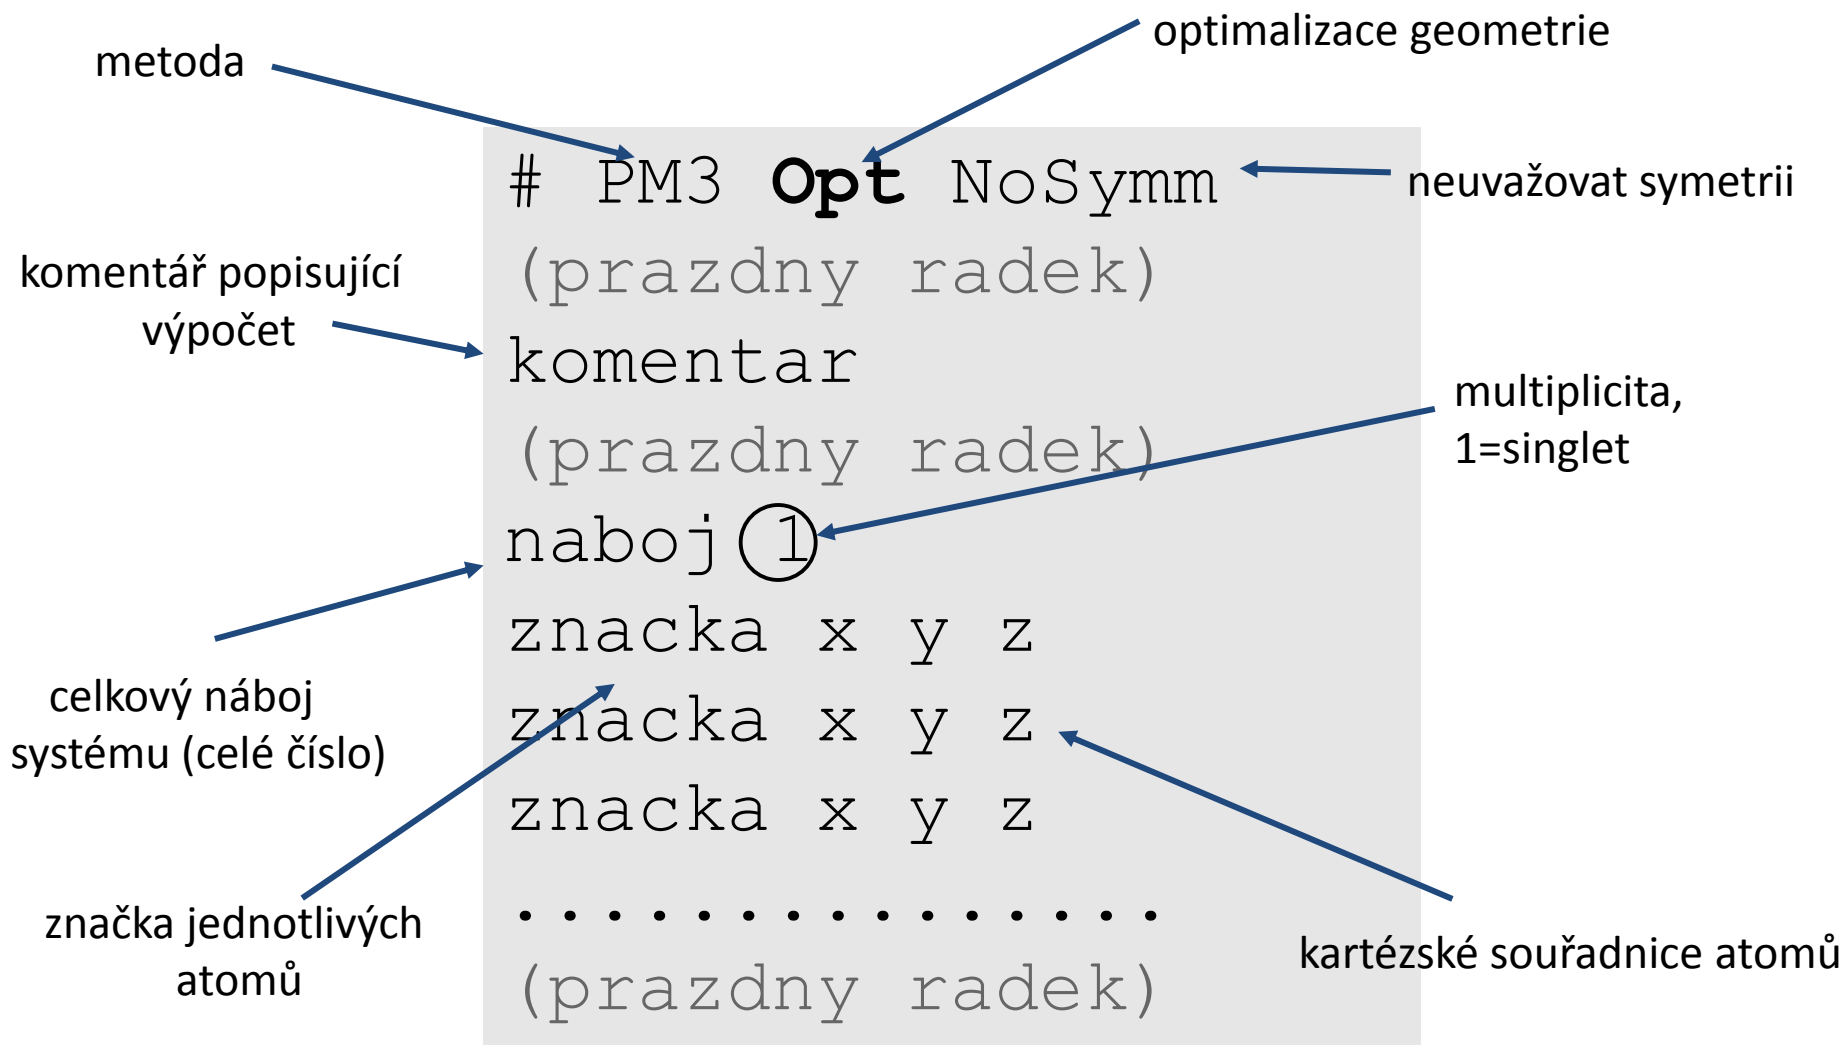 optimalizace geometrie
metoda
# PM3 Opt NoSymm
neuvažovat symetrii
(prazdny radek)
komentář popisující
výpočet
komentar
multiplicita,
1=singlet
(prazdny radek)
naboj 1
znacka x y z
celkový náboj
systému (celé číslo)
znacka x y z
znacka x y z
................
značka jednotlivých
atomů
kartézské souřadnice atomů
(prazdny radek)